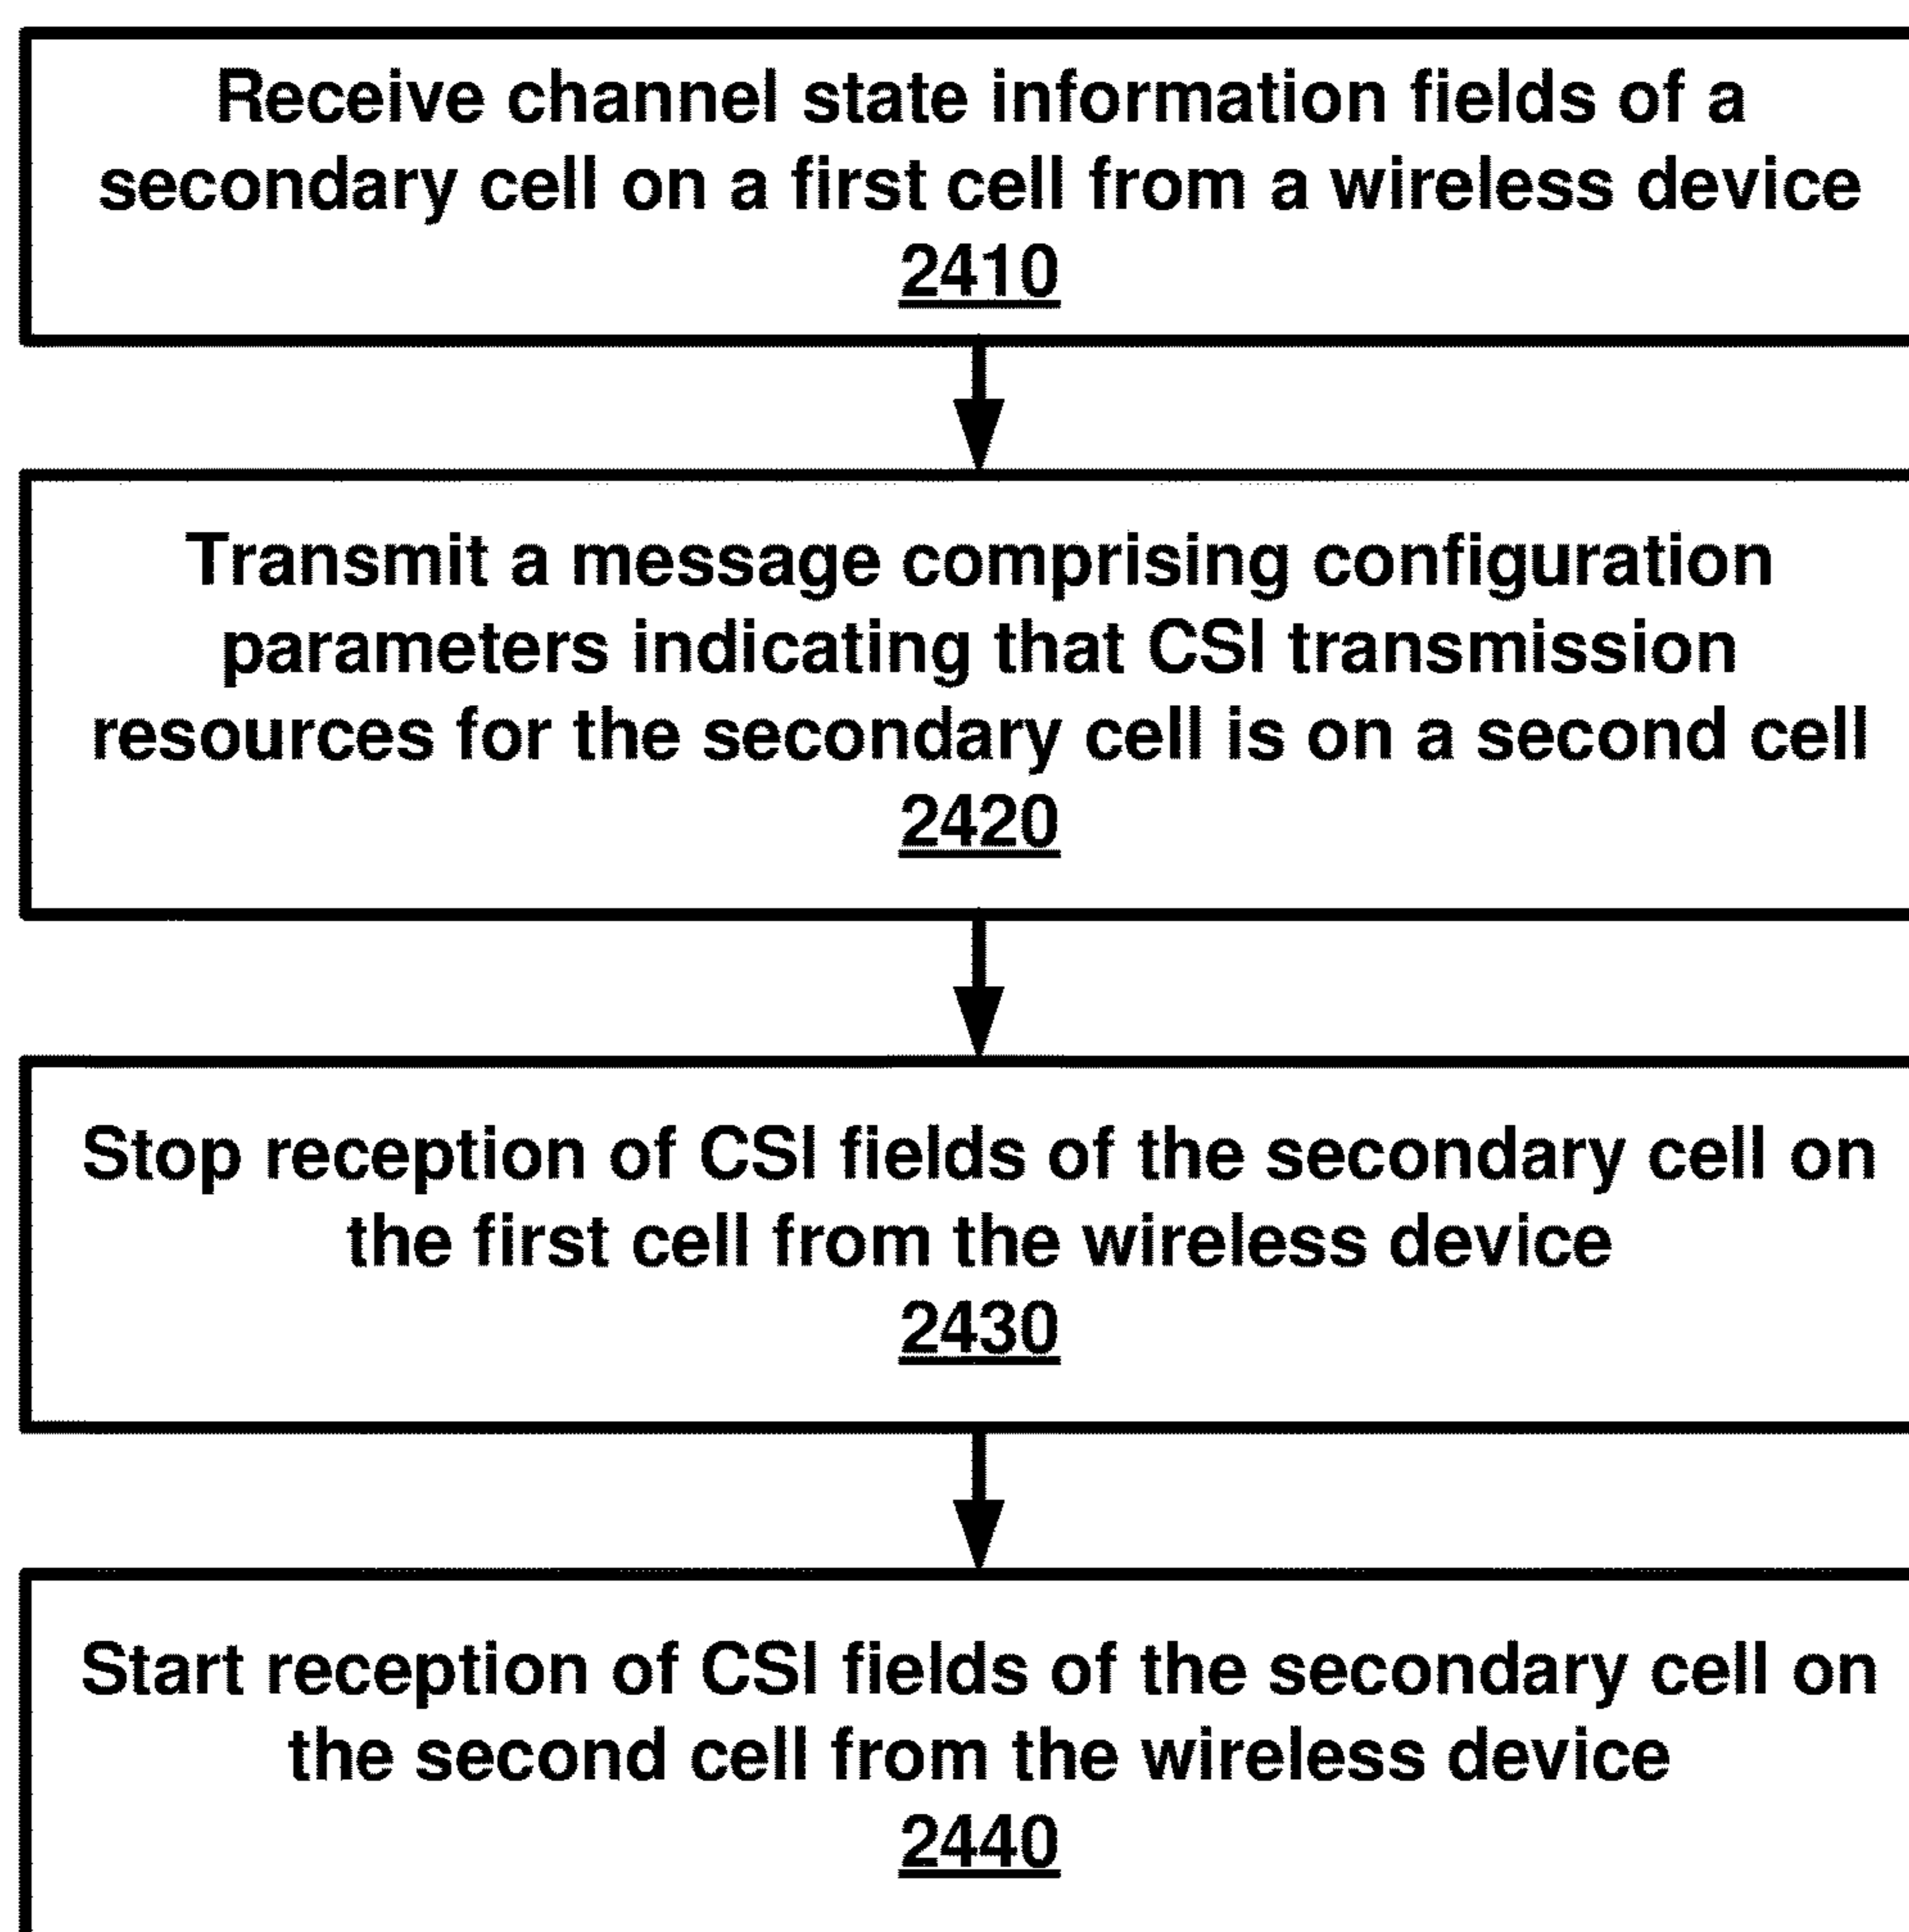 Receive channel state information fields of a
secondary cell on a first cell from a wireless device
2410
Transmit a message comprising configuration
parameters indicating that CSI transmission
resources for the secondary cell is on a second cell
2420
Stop reception of CSI fields of the secondary cell on
the first cell from the wireless device
2430
Start reception of CSI fields of the secondary cell on
the second cell from the wireless device
2440